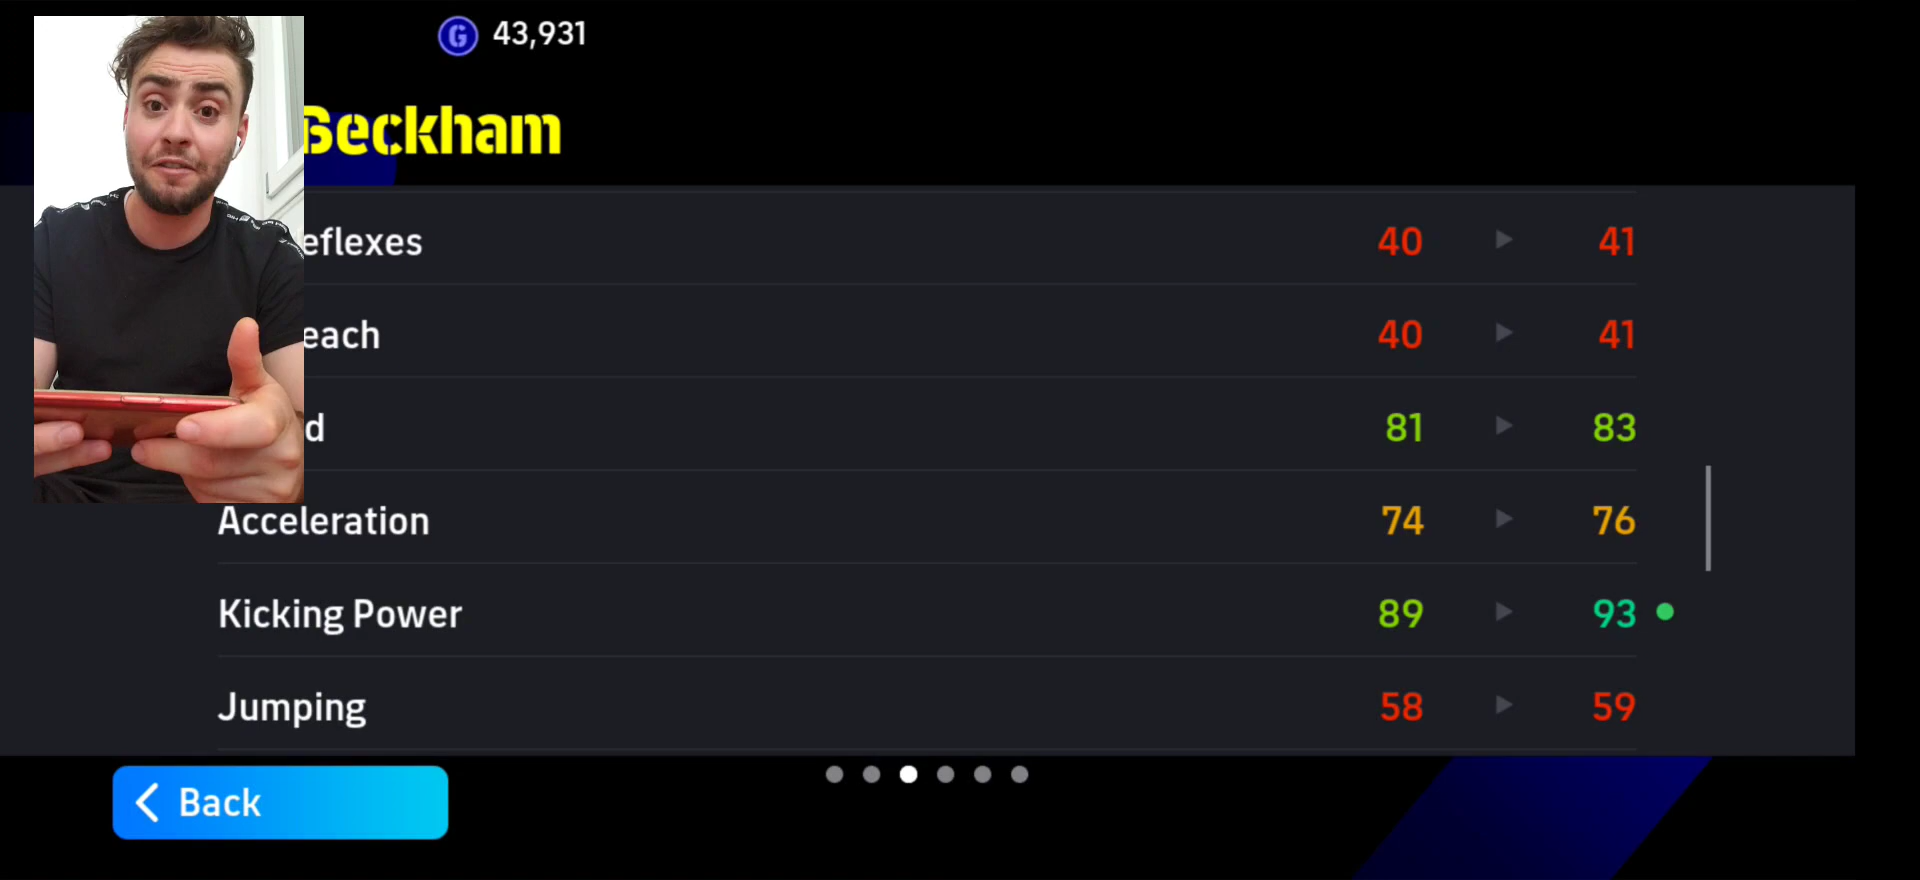 G 43,931
Beckham
eflexes 40 41
each 40 41
d 81 83
Acceleration 74 76
Kicking Power 89 93
Jumping 58 59
Back